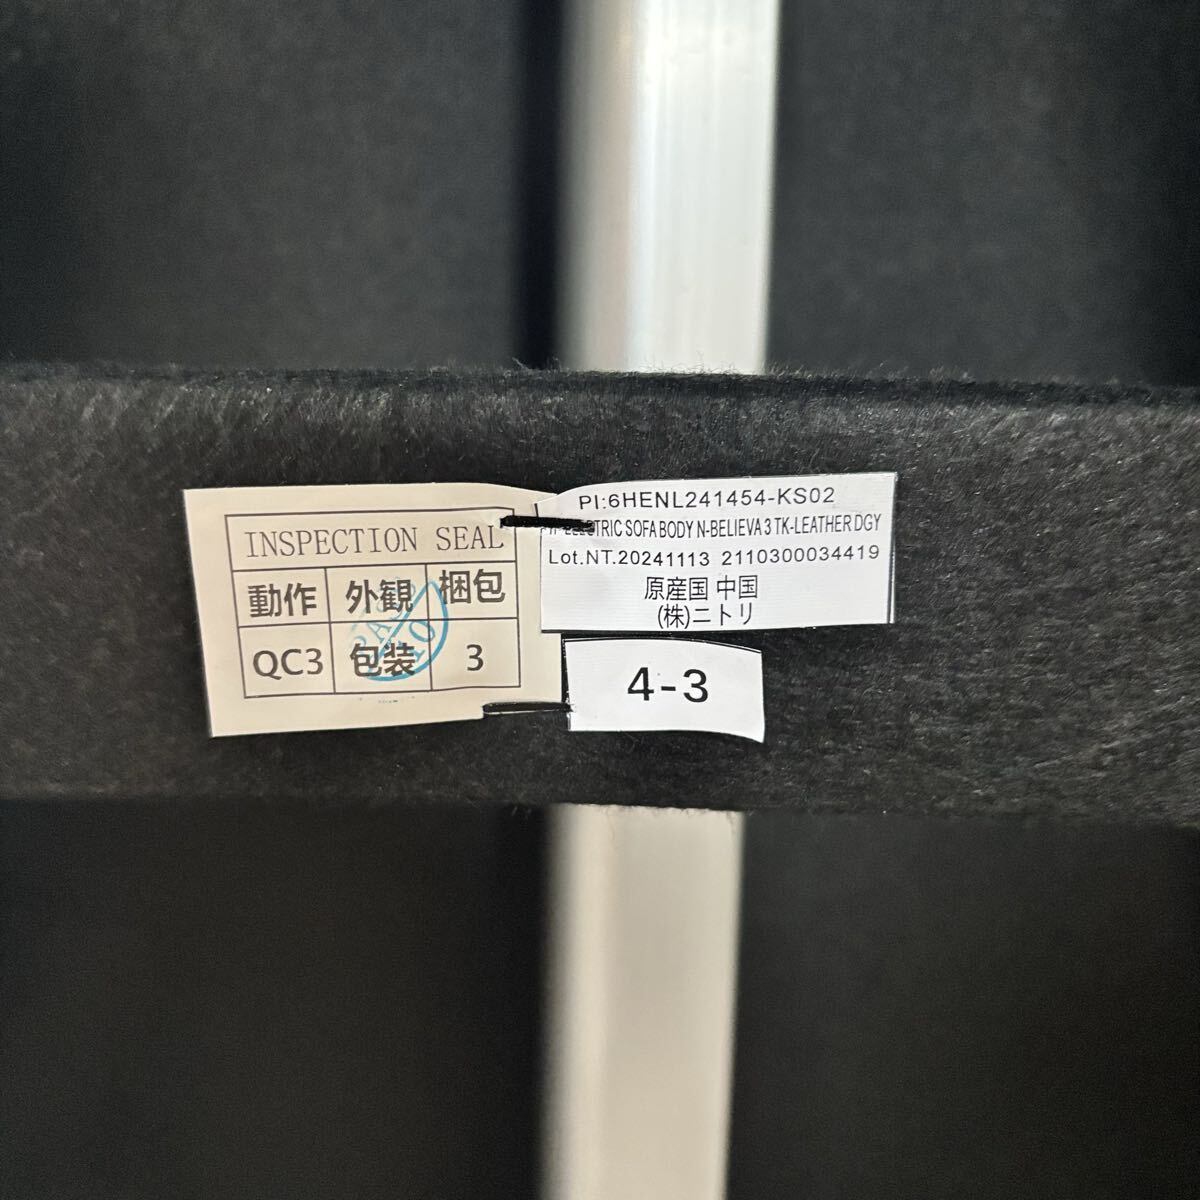 INSPECTION SEAL
動作 外観 梱包
QC3 包装 3
PASS
PI:6HENL241454-KS02
SOFA BODY N-BELIEVA 3 TK-LEATHER DGY
Lot.NT.20241113 2110300034419
原産国 中国
(株)ニトリ
4-3